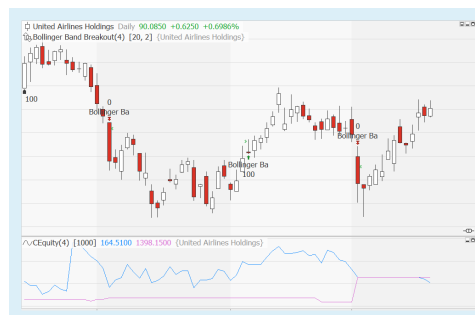 United Airlines Holdings Daily 90.0850 +0.6250 +0.6986%
Bollinger Band Breakout(4) [20, 2] (United Airlines Holdings)
100
0
Bollinger Ba
Bollinger Ba
100
0
Bollinger Ba
CEquity(4) [1000] 164.5100 1398.1500 (United Airlines Holdings)